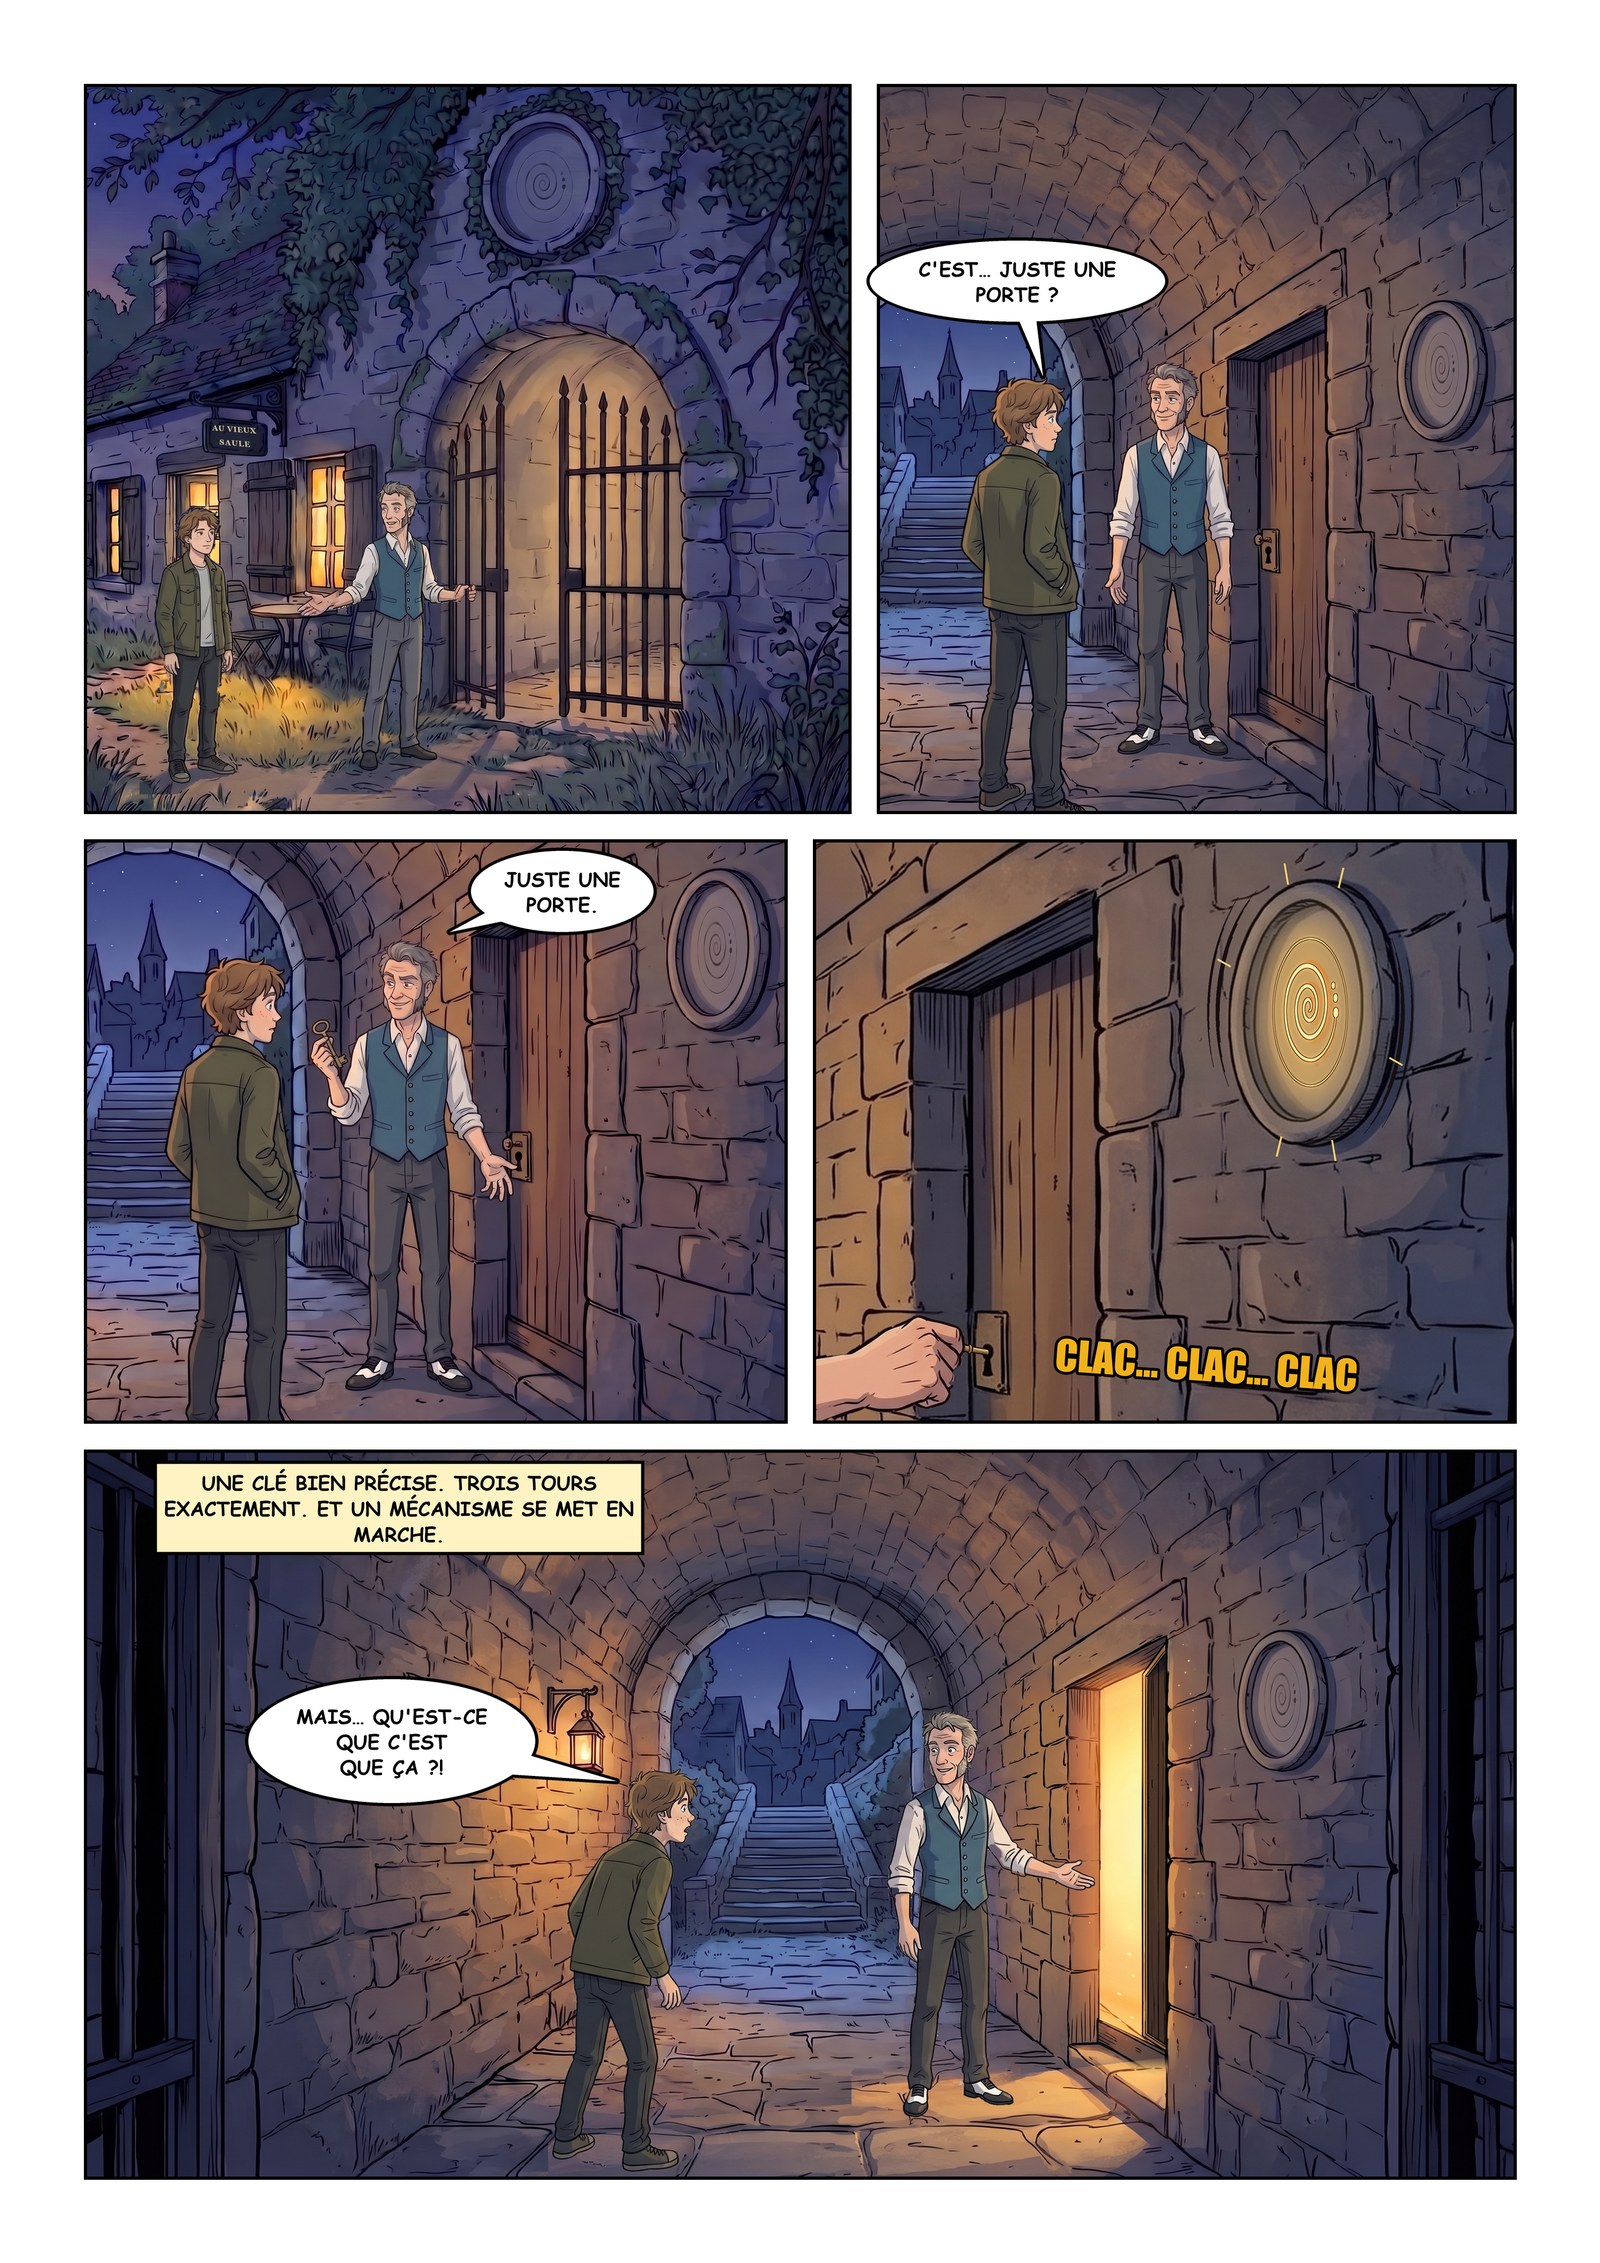 AU VIEUX
SAULE
C'EST... JUSTE UNE
PORTE ?
JUSTE UNE
PORTE.
CLAC... CLAC... CLAC
UNE CLÉ BIEN PRÉCISE. TROIS TOURS
EXACTEMENT. ET UN MÉCANISME SE MET EN
MARCHE.
MAIS... QU'EST-CE
QUE C'EST
QUE ÇA ?!